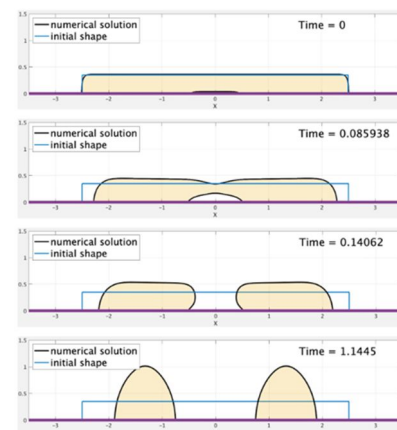 1.5
numerical solution
Time = 0
initial shape
1
0.5
0
-3 -2 -1 0 1 2 3
X
1.5
numerical solution
Time = 0.085938
initial shape
1
0.5
0
-3 -2 -1 0 1 2 3
X
1.5
numerical solution
Time = 0.14062
initial shape
1
0.5
0
-3 -2 -1 0 1 2 3
X
1.5
numerical solution
Time = 1.1445
initial shape
1
0.5
0
-3 -2 -1 0 1 2 3